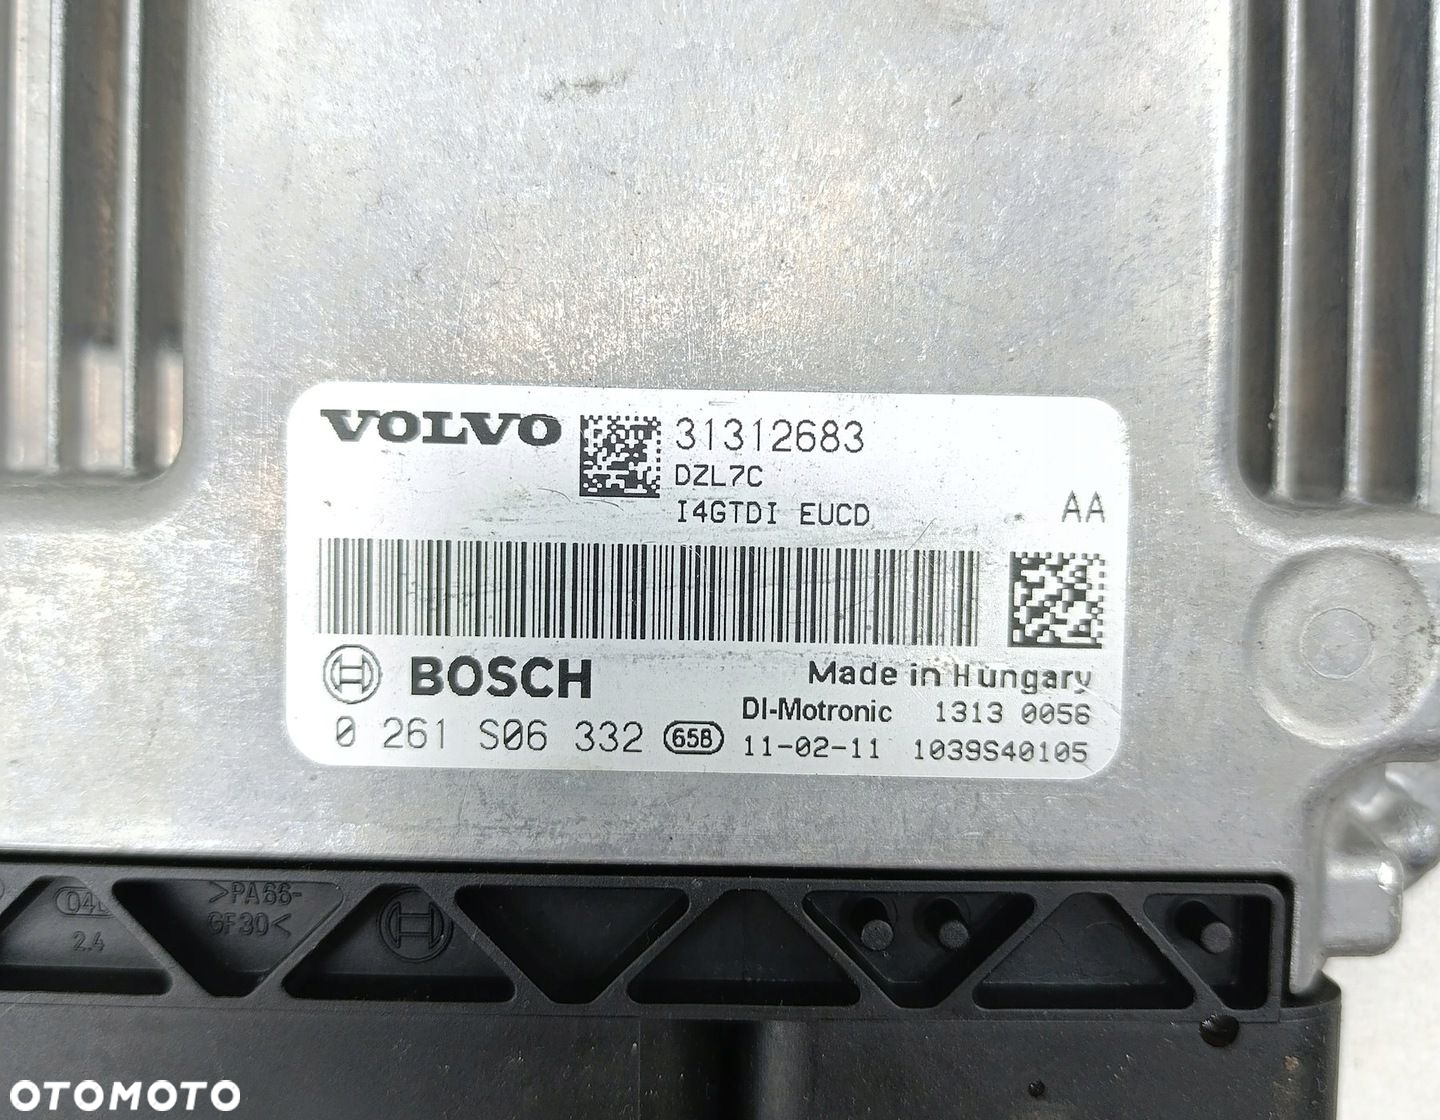 VOLVO
31312683
DZL7C
I4GTDI EUCD
AA
BOSCH
Made in Hungary
DI-Motronic 1313 0056
0 261 S06 332 658 11-02-11 1039S40105
>PA66-
GF30<
2.4
OTOMOTO